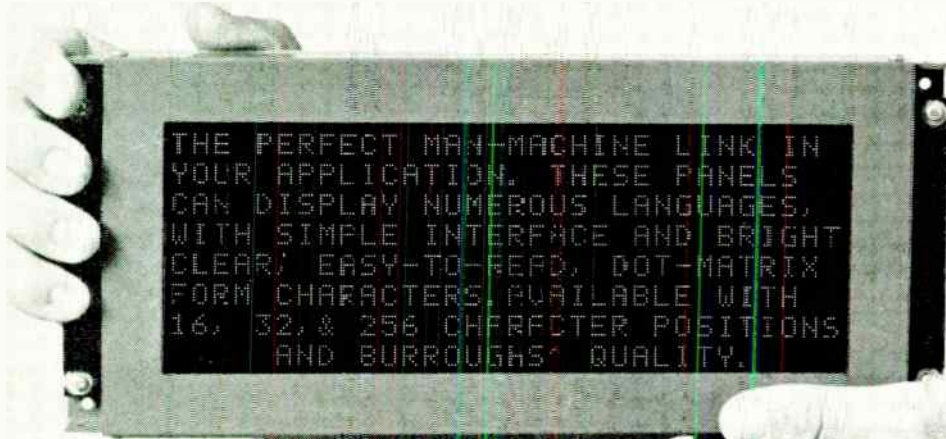 THE PERFECT MAN-MACHINE LINK IN
YOUR APPLICATION. THESE PANELS
CAN DISPLAY NUMEROUS LANGUAGES,
WITH SIMPLE INTERFACE AND BRIGHT
CLEAR, EASY-TO-READ, DOT-MATRIX
FORM CHARACTERS. AVAILABLE WITH
16, 32, & 256 CHARACTER POSITIONS
AND BURROUGHS' QUALITY.